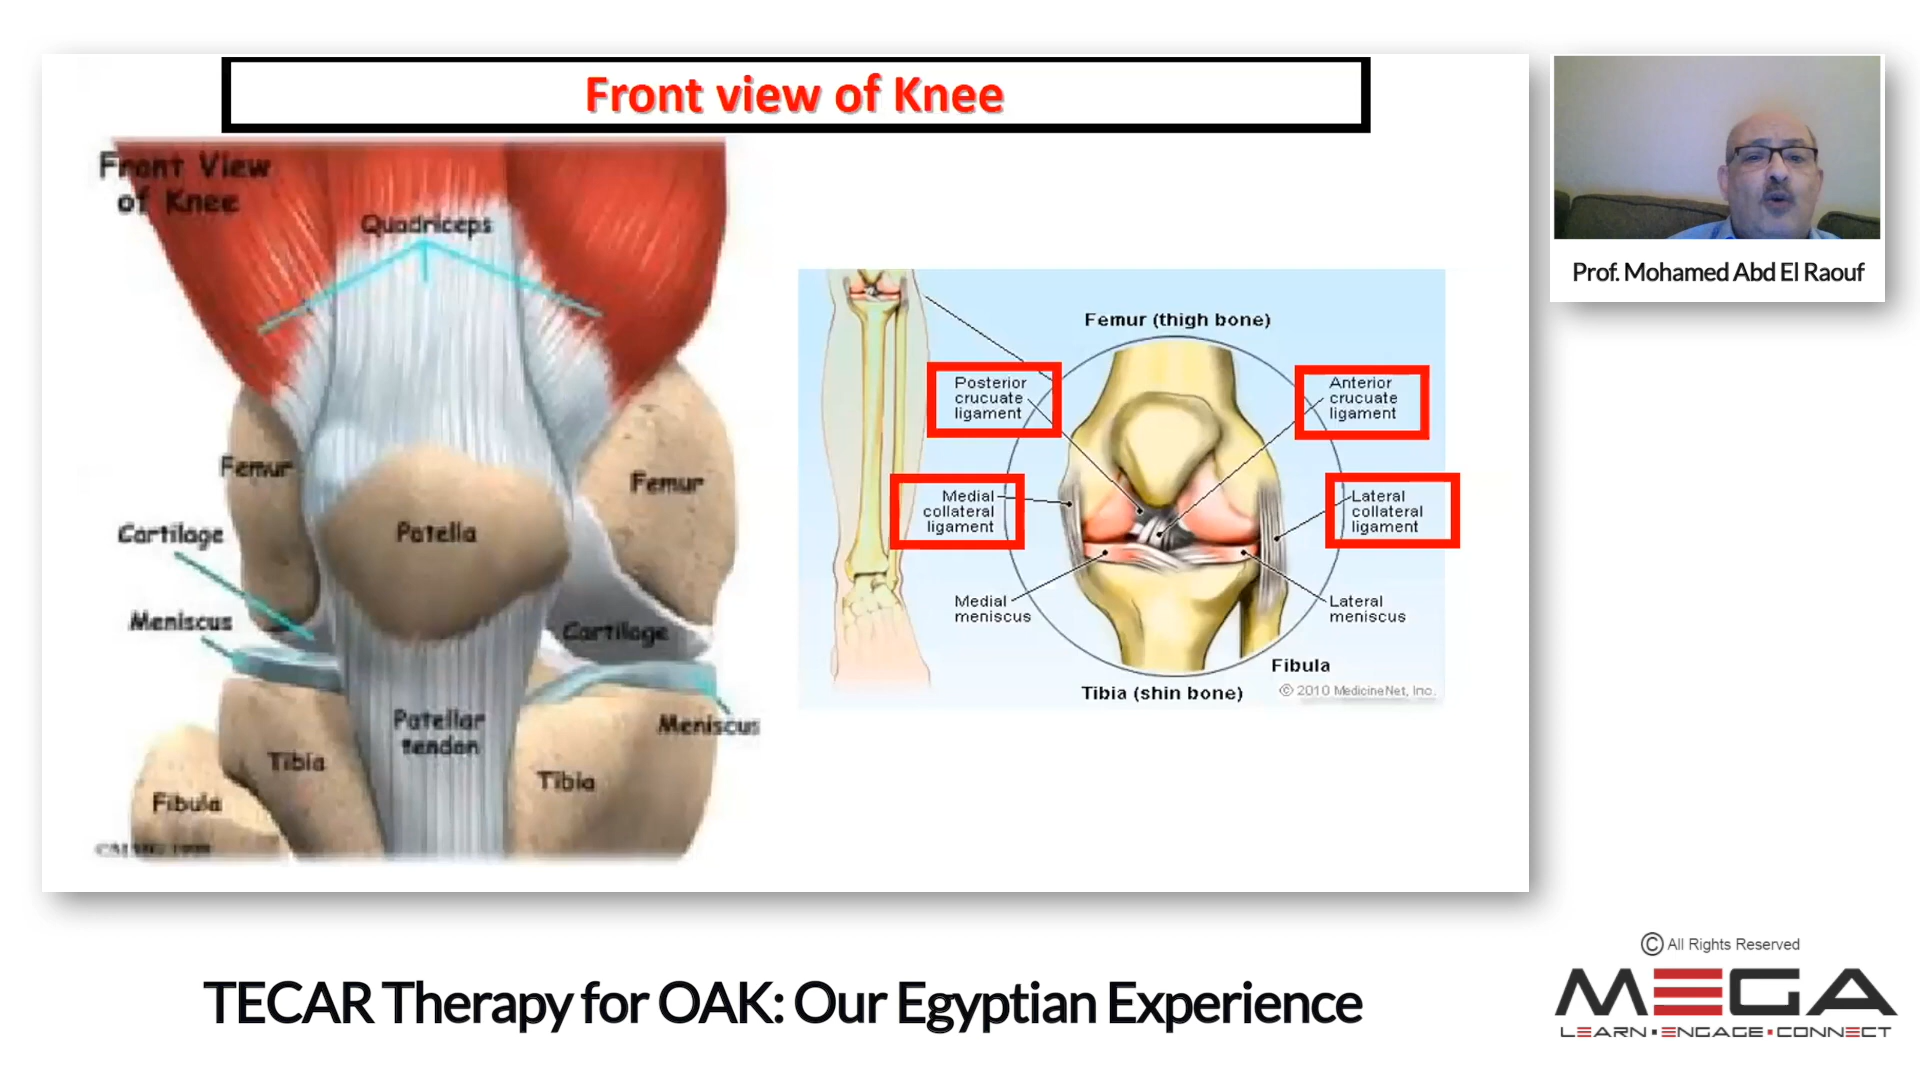 Front view of Knee
Front View
of Knee
Quadriceps
Femur
Femur
Patella
Cartilage
Meniscus
Cartilage
Patellar
tendon
Meniscus
Tibia
Tibia
Fibula
Femur (thigh bone)
Posterior
crucuate
ligament
Anterior
crucuate
ligament
Medial
collateral
ligament
Lateral
collateral
ligament
Medial
meniscus
Lateral
meniscus
Fibula
Tibia (shin bone)
© 2010 MedicineNet, Inc.
Prof. Mohamed Abd El Raouf
TECAR Therapy for OAK: Our Egyptian Experience
© All Rights Reserved
MEGA
LEARN ▪ ENGAGE ▪ CONNECT